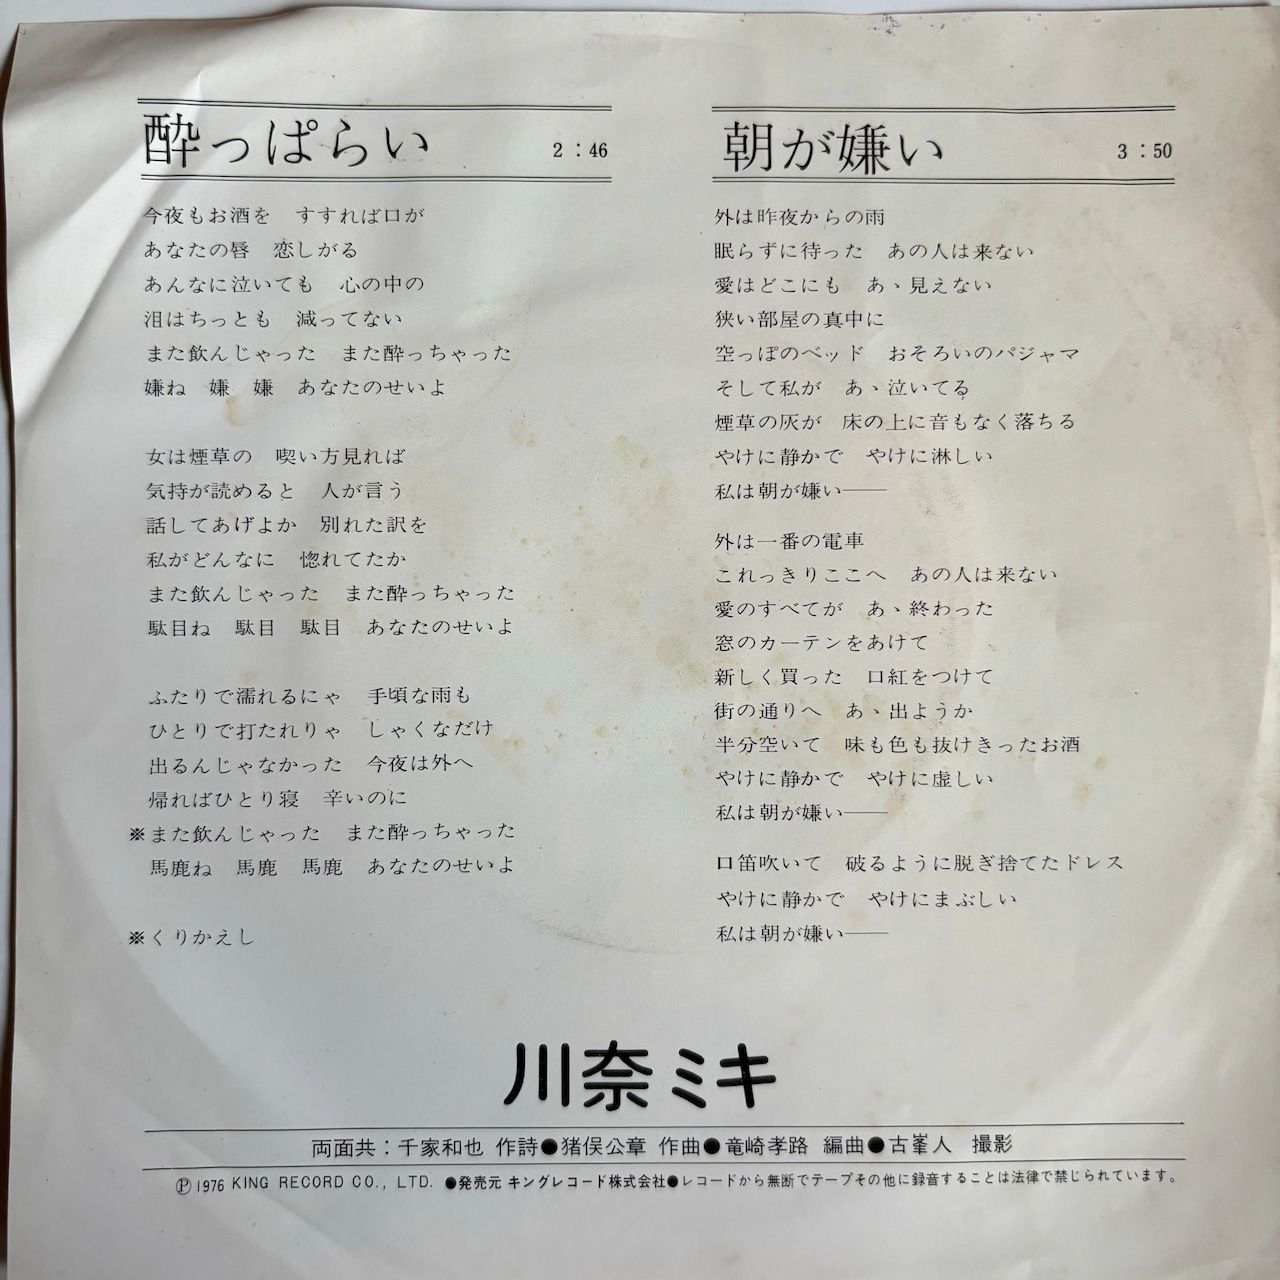 酔っぱらい 2：46
今夜もお酒を　すすれば口が
あなたの唇　恋しがる
あんなに泣いても　心の中の
泪はちっとも　減ってない
また飲んじゃった　また酔っちゃった
嫌ね　嫌　嫌　あなたのせいよ
女は煙草の　喫い方見れば
気持が読めると　人が言う
話してあげよか　別れた訳を
私がどんなに　惚れてたか
また飲んじゃった　また酔っちゃった
駄目ね　駄目　駄目　あなたのせいよ
ふたりで濡れるにゃ　手頃な雨も
ひとりで打たれりゃ　しゃくなだけ
出るんじゃなかった　今夜は外へ
帰ればひとり寝　辛いのに
※また飲んじゃった　また酔っちゃった
馬鹿ね　馬鹿　馬鹿　あなたのせいよ
※くりかえし
朝が嫌い 3：50
外は昨夜からの雨
眠らずに待った　あの人は来ない
愛はどこにも　あゝ見えない
狭い部屋の真中に
空っぽのベッド　おそろいのパジャマ
そして私が　あゝ泣いてる
煙草の灰が　床の上に音もなく落ちる
やけに静かで　やけに淋しい
私は朝が嫌い――
外は一番の電車
これっきりここへ　あの人は来ない
愛のすべてが　あゝ終わった
窓のカーテンをあけて
新しく買った　口紅をつけて
街の通りへ　あゝ出ようか
半分空いて　味も色も抜けきったお酒
やけに静かで　やけに虚しい
私は朝が嫌い――
口笛吹いて　破るように脱ぎ捨てたドレス
やけに静かで　やけにまぶしい
私は朝が嫌い――
川奈ミキ
両面共：千家和也 作詩●猪俣公章 作曲●竜崎孝路 編曲●古峯人 撮影
Ⓟ1976 KING RECORD CO., LTD. ●発売元 キングレコード株式会社●レコードから無断でテープその他に録音することは法律で禁じられています。